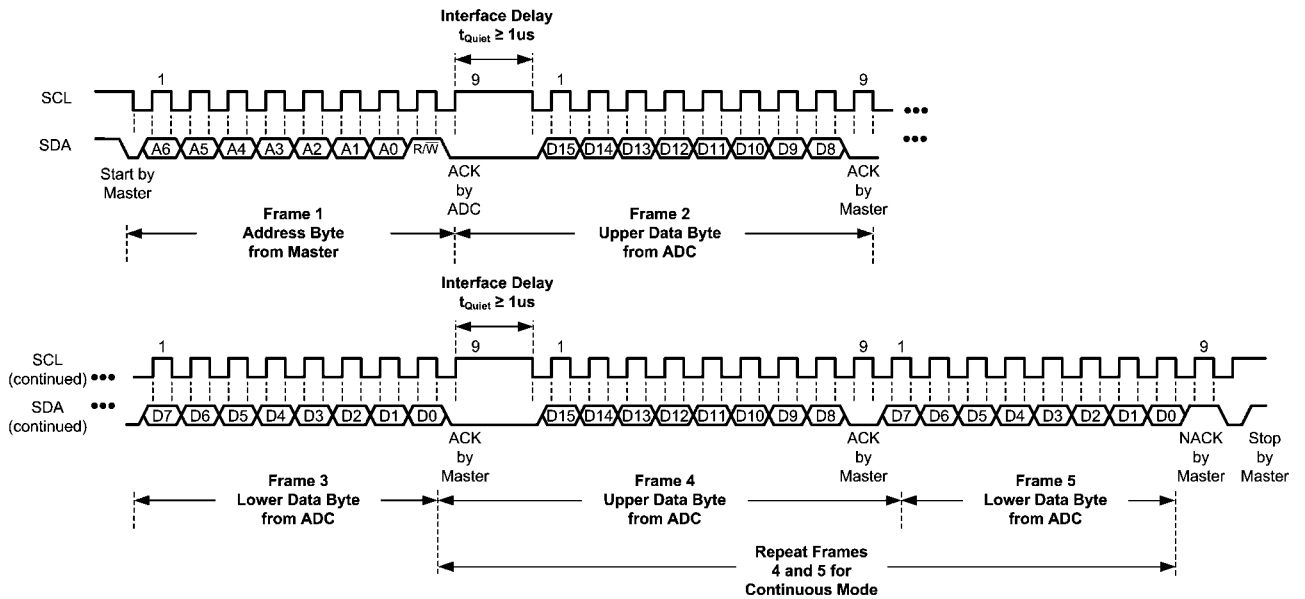 Interface Delay
tQuiet ≥ 1us
1 9 1 9
SCL •••
SDA A6 A5 A4 A3 A2 A1 A0 R/W̅ D15 D14 D13 D12 D11 D10 D9 D8 •••
Start by
Master
ACK
by
ADC
ACK
by
Master
Frame 1
Address Byte
from Master
Frame 2
Upper Data Byte
from ADC
Interface Delay
tQuiet ≥ 1us
1 9 1 9 1 9
SCL
(continued) •••
SDA
(continued) •••
D7 D6 D5 D4 D3 D2 D1 D0 D15 D14 D13 D12 D11 D10 D9 D8 D7 D6 D5 D4 D3 D2 D1 D0
ACK
by
Master
ACK
by
Master
NACK
by
Master
Stop
by
Master
Frame 3
Lower Data Byte
from ADC
Frame 4
Upper Data Byte
from ADC
Frame 5
Lower Data Byte
from ADC
Repeat Frames
4 and 5 for
Continuous Mode